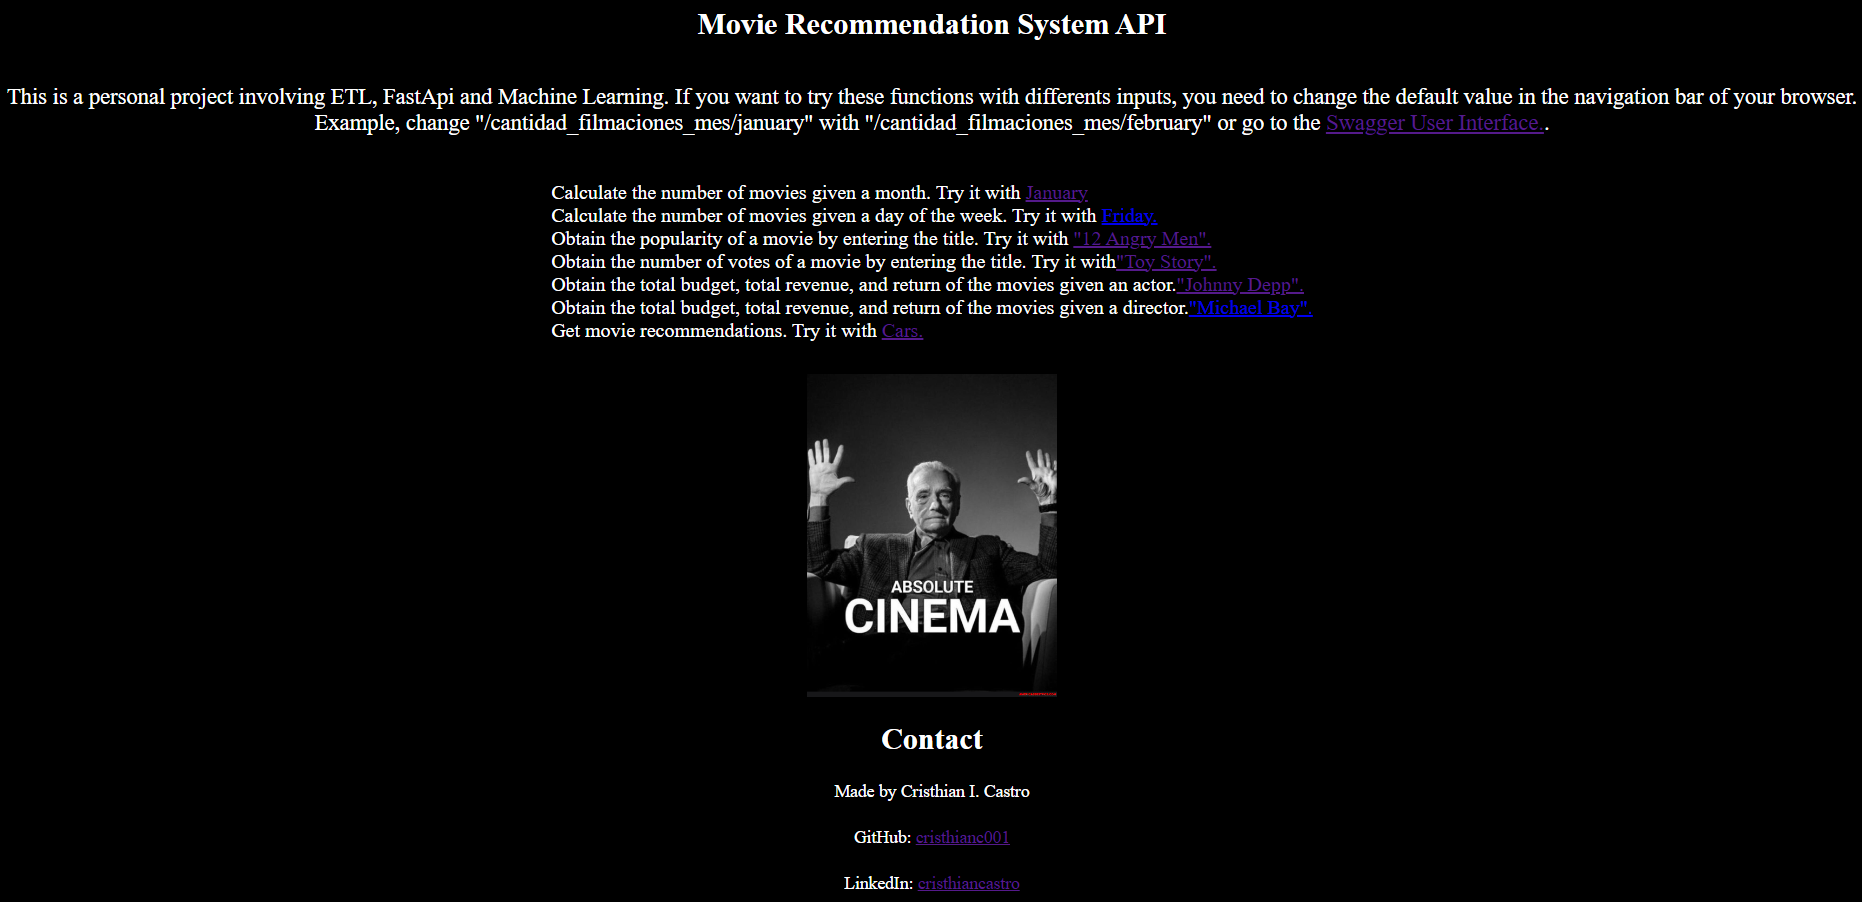 Movie Recommendation System API
This is a personal project involving ETL, FastApi and Machine Learning. If you want to try these functions with differents inputs, you need to change the default value in the navigation bar of your browser.
Example, change "/cantidad_filmaciones_mes/january" with "/cantidad_filmaciones_mes/february" or go to the Swagger User Interface..
Calculate the number of movies given a month. Try it with January
Calculate the number of movies given a day of the week. Try it with Friday.
Obtain the popularity of a movie by entering the title. Try it with "12 Angry Men".
Obtain the number of votes of a movie by entering the title. Try it with"Toy Story".
Obtain the total budget, total revenue, and return of the movies given an actor."Johnny Depp".
Obtain the total budget, total revenue, and return of the movies given a director."Michael Bay".
Get movie recommendations. Try it with Cars.
ABSOLUTE
CINEMA
Contact
Made by Cristhian I. Castro
GitHub: cristhianc001
LinkedIn: cristhiancastro